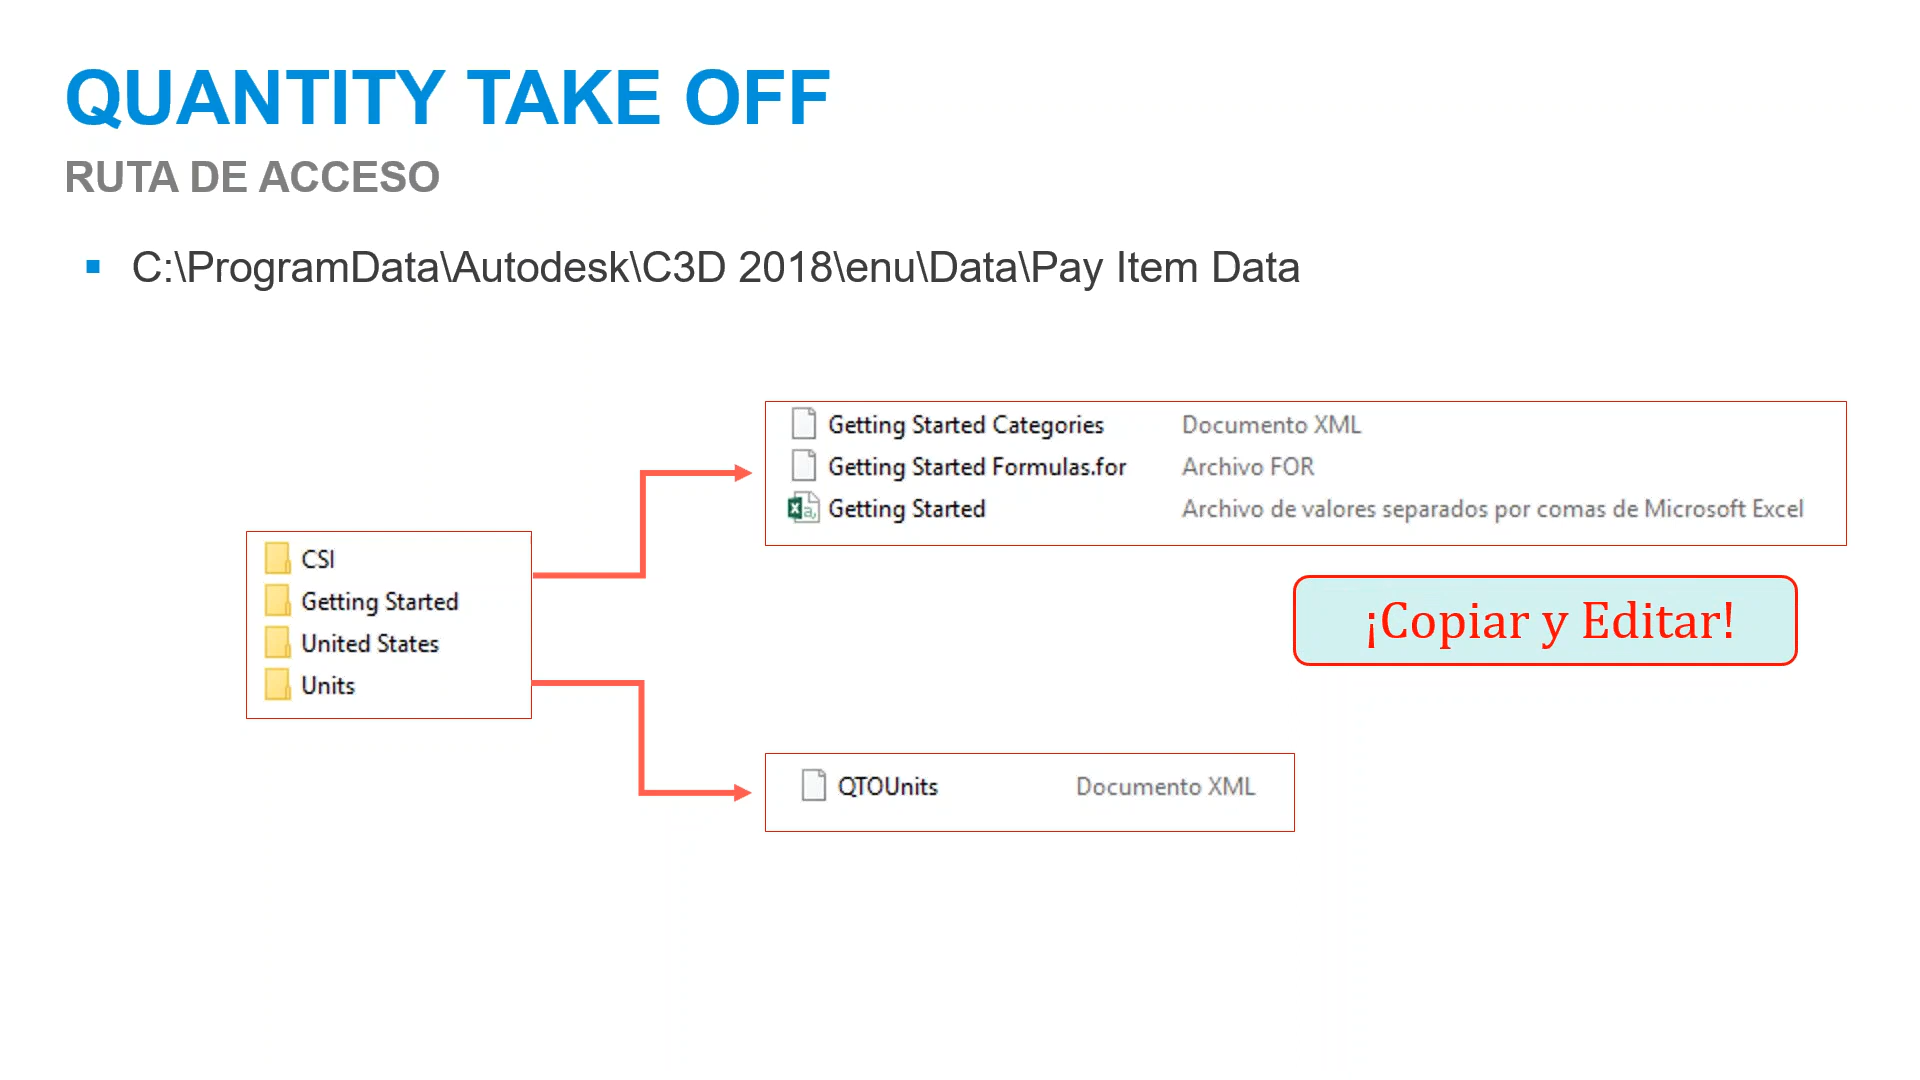 QUANTITY TAKE OFF
RUTA DE ACCESO
▪ C:\ProgramData\Autodesk\C3D 2018\enu\Data\Pay Item Data
Getting Started Categories Documento XML
Getting Started Formulas.for Archivo FOR
Getting Started Archivo de valores separados por comas de Microsoft Excel
CSI
Getting Started
United States
Units
¡Copiar y Editar!
QTOUnits Documento XML